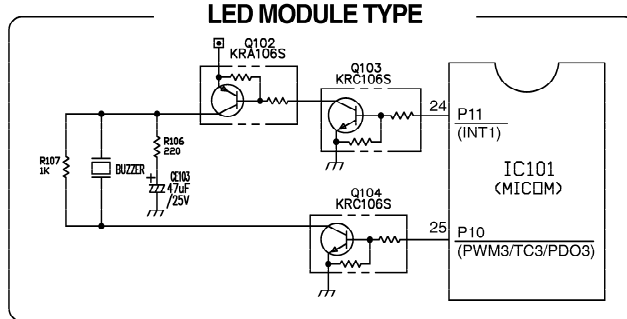 LED MODULE TYPE
Q102
KRA106S
Q103
KRC106S
24
P11
(INT1)
R107
1K
BUZZER
R106
220
CE103
47uF
/25V
+
IC101
(MICOM)
Q104
KRC106S
25
P10
(PWM3/TC3/PDO3)